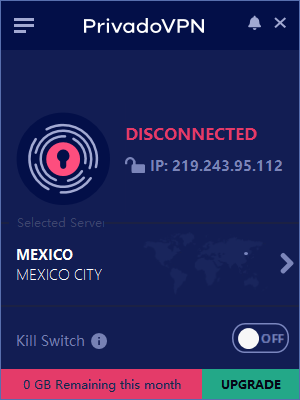 PrivadoVPN
DISCONNECTED
IP: 219.243.95.112
Selected Server
MEXICO
MEXICO CITY
Kill Switch
OFF
0 GB Remaining this month
UPGRADE